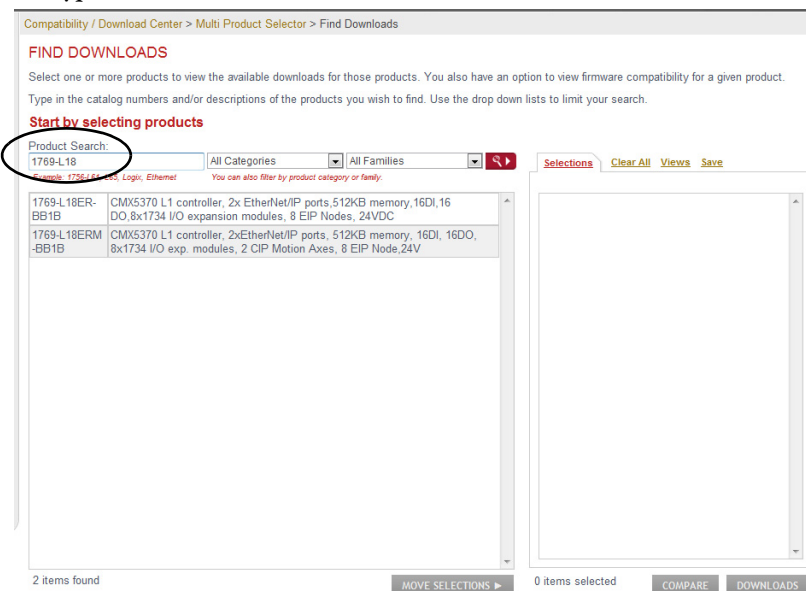 Compatibility / Download Center > Multi Product Selector > Find Downloads
FIND DOWNLOADS
Select one or more products to view the available downloads for those products. You also have an option to view firmware compatibility for a given product.
Type in the catalog numbers and/or descriptions of the products you wish to find. Use the drop down lists to limit your search.
Start by selecting products
Product Search:
1769-L18 All Categories All Families
Example: 1756-L64, L63, Logix, Ethernet You can also filter by product category or family.
Selections Clear All Views Save
1769-L18ER- CMX5370 L1 controller, 2x EtherNet/IP ports,512KB memory,16DI,16
BB1B DO,8x1734 I/O expansion modules, 8 EIP Nodes, 24VDC
1769-L18ERM CMX5370 L1 controller, 2xEtherNet/IP ports, 512KB memory, 16DI, 16DO,
-BB1B 8x1734 I/O exp. modules, 2 CIP Motion Axes, 8 EIP Node,24V
2 items found MOVE SELECTIONS 0 items selected COMPARE DOWNLOADS